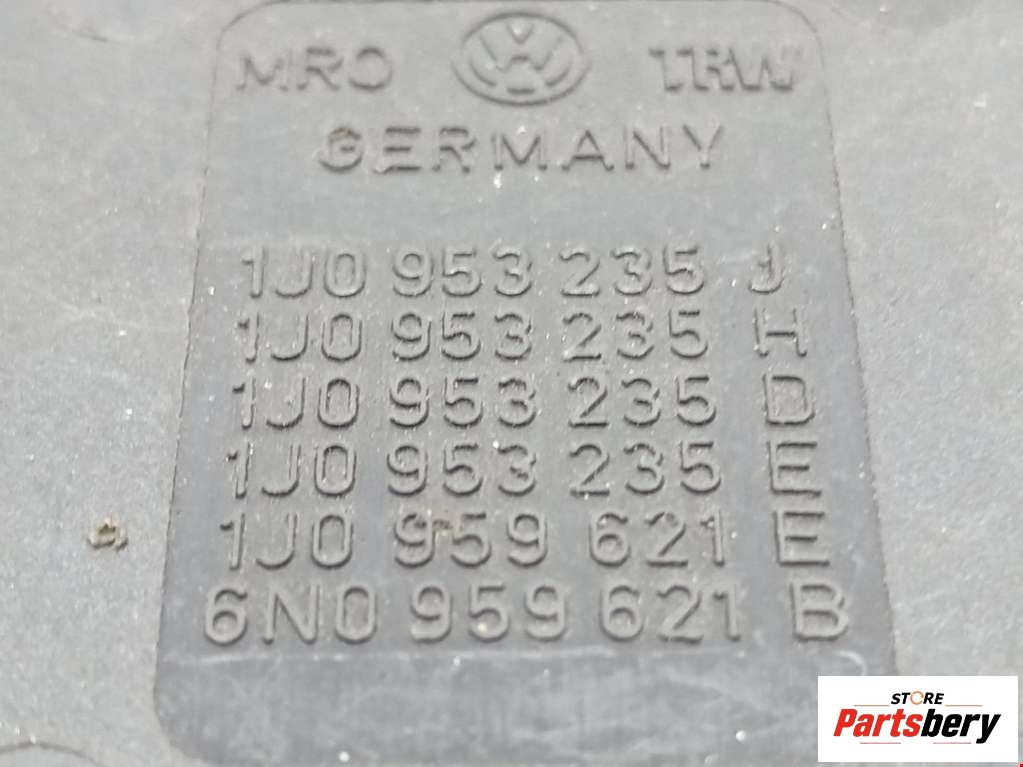 MRO VW TRW
GERMANY
1J0 953 235 J
1J0 953 235 H
1J0 953 235 D
1J0 953 235 E
1J0 959 621 E
6N0 959 621 B
STORE
Partsbery